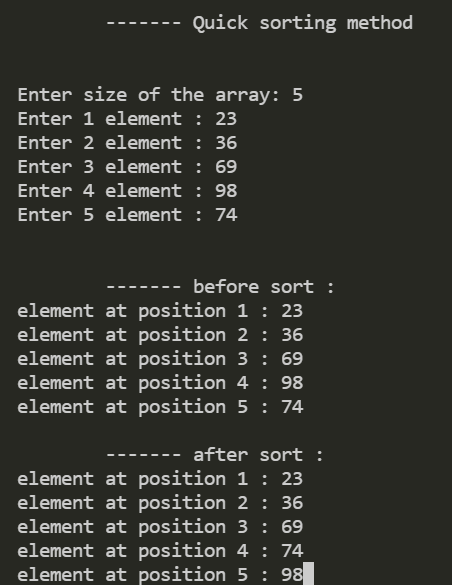 ------- Quick sorting method
Enter size of the array: 5
Enter 1 element : 23
Enter 2 element : 36
Enter 3 element : 69
Enter 4 element : 98
Enter 5 element : 74
------- before sort :
element at position 1 : 23
element at position 2 : 36
element at position 3 : 69
element at position 4 : 98
element at position 5 : 74
------- after sort :
element at position 1 : 23
element at position 2 : 36
element at position 3 : 69
element at position 4 : 74
element at position 5 : 98